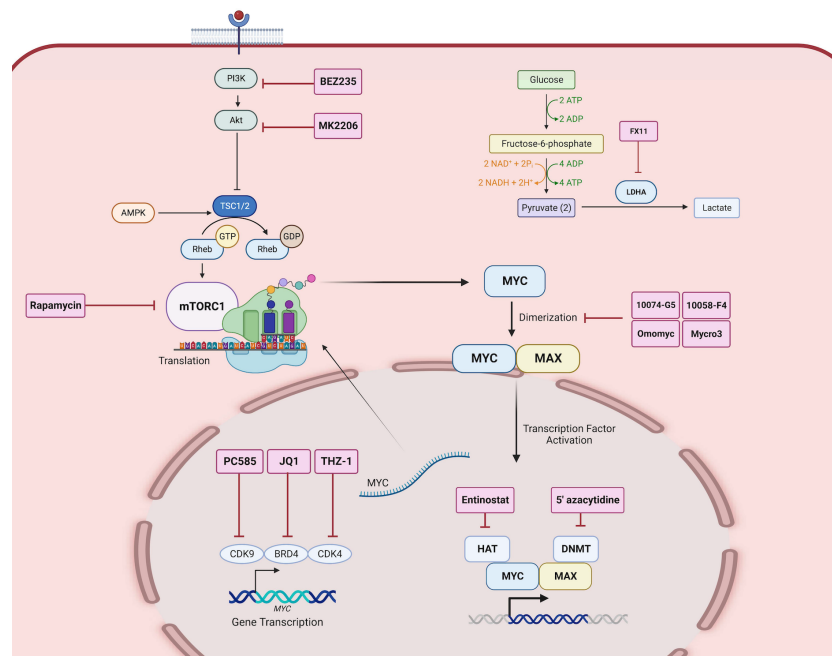 PI3K
BEZ235
Akt
MK2206
AMPK
TSC1/2
GTP
GDP
Rheb
Rheb
Rapamycin
mTORC1
Translation
Glucose
2 ATP
2 ADP
Fructose-6-phosphate
2 NAD⁺ + 2Pᵢ
4 ADP
2 NADH + 2H⁺
4 ATP
Pyruvate (2)
FX11
LDHA
Lactate
MYC
Dimerization
10074-G5
10058-F4
Omomyc
Mycro3
MYC
MAX
Transcription Factor
Activation
PC585
JQ1
THZ-1
MYC
CDK9
BRD4
CDK4
MYC
Gene Transcription
Entinostat
5' azacytidine
HAT
DNMT
MYC
MAX